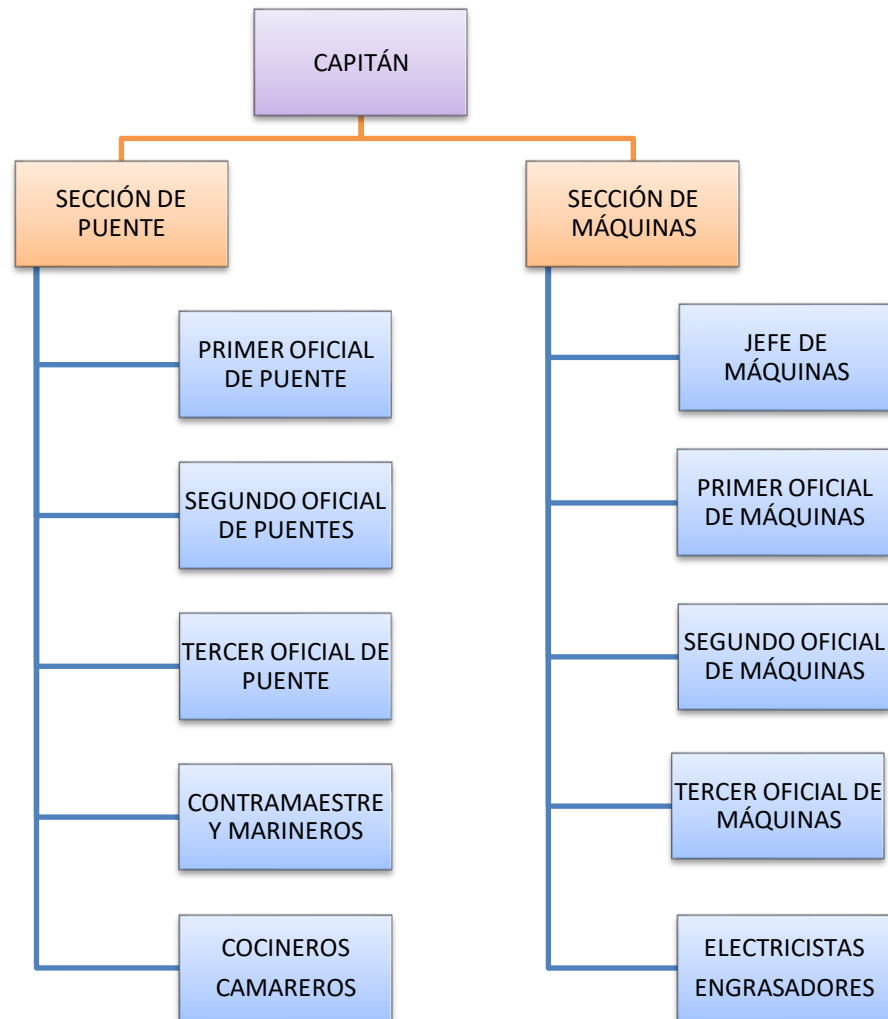 CAPITÁN
SECCIÓN DE
PUENTE
SECCIÓN DE
MÁQUINAS
PRIMER OFICIAL
DE PUENTE
SEGUNDO OFICIAL
DE PUENTES
TERCER OFICIAL DE
PUENTE
CONTRAMAESTRE
Y MARINEROS
COCINEROS
CAMAREROS
JEFE DE
MÁQUINAS
PRIMER OFICIAL
DE MÁQUINAS
SEGUNDO OFICIAL
DE MÁQUINAS
TERCER OFICIAL DE
MÁQUINAS
ELECTRICISTAS
ENGRASADORES